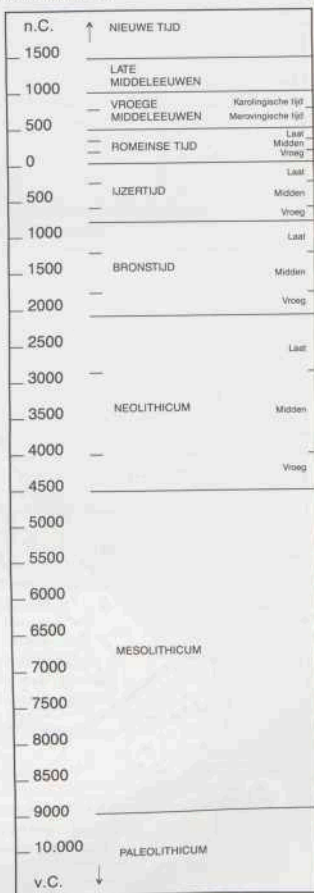 n.C. ↑ NIEUWE TIJD
1500
LATE
MIDDELEEUWEN
1000
VROEGE Karolingische tijd
MIDDELEEUWEN Merovingische tijd
500
Laat
ROMEINSE TIJD Midden
Vroeg
0
Laat
IJZERTIJD Midden
500
Vroeg
1000 Laat
BRONSTIJD
1500 Midden
2000 Vroeg
2500 Laat
3000
NEOLITHICUM Midden
3500
4000
Vroeg
4500
5000
5500
6000
6500
MESOLITHICUM
7000
7500
8000
8500
9000
10.000 PALEOLITHICUM
v.C. ↓